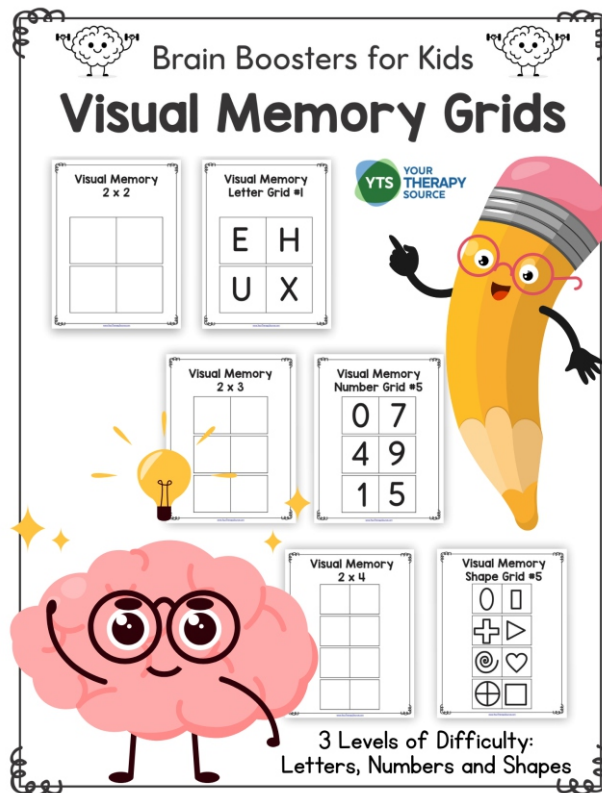 Brain Boosters for Kids
Visual Memory Grids
Visual Memory
2 x 2
Visual Memory
Letter Grid #1
E H
U X
YTS
YOUR
THERAPY
SOURCE
Visual Memory
2 x 3
Visual Memory
Number Grid #5
0 7
4 9
1 5
Visual Memory
2 x 4
Visual Memory
Shape Grid #5
3 Levels of Difficulty:
Letters, Numbers and Shapes